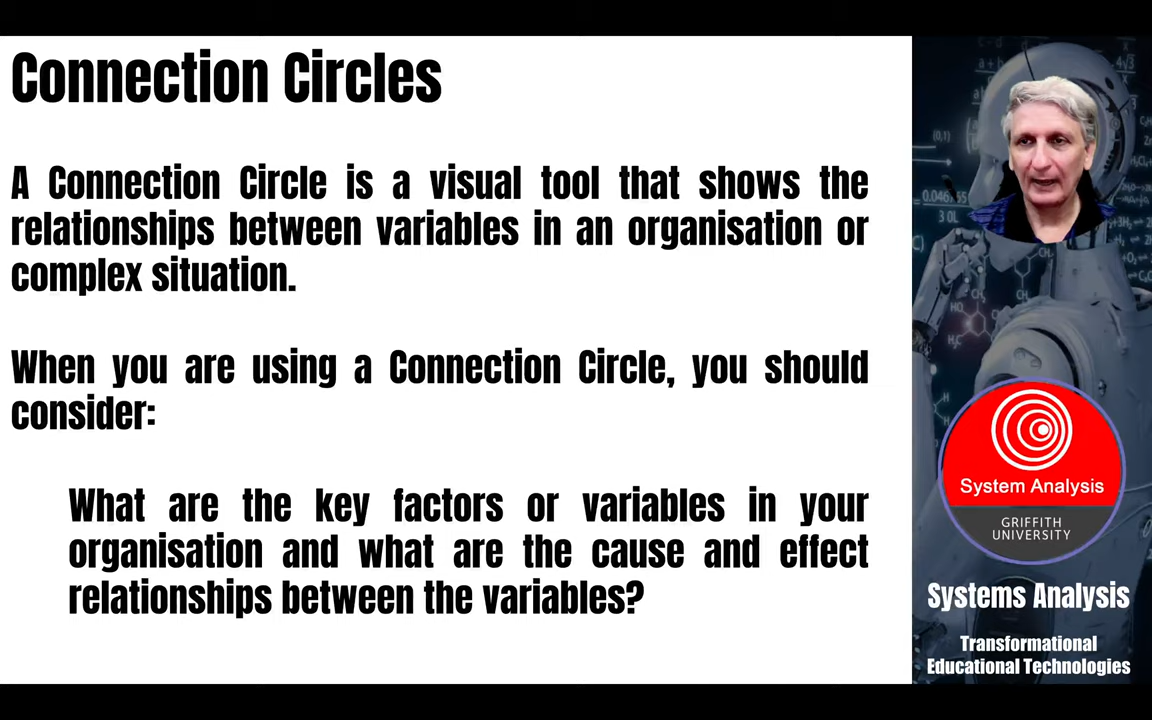 Connection Circles
A Connection Circle is a visual tool that shows the
relationships between variables in an organisation or
complex situation.
When you are using a Connection Circle, you should
consider:
What are the key factors or variables in your
organisation and what are the cause and effect
relationships between the variables?
System Analysis
GRIFFITH
UNIVERSITY
Systems Analysis
Transformational
Educational Technologies